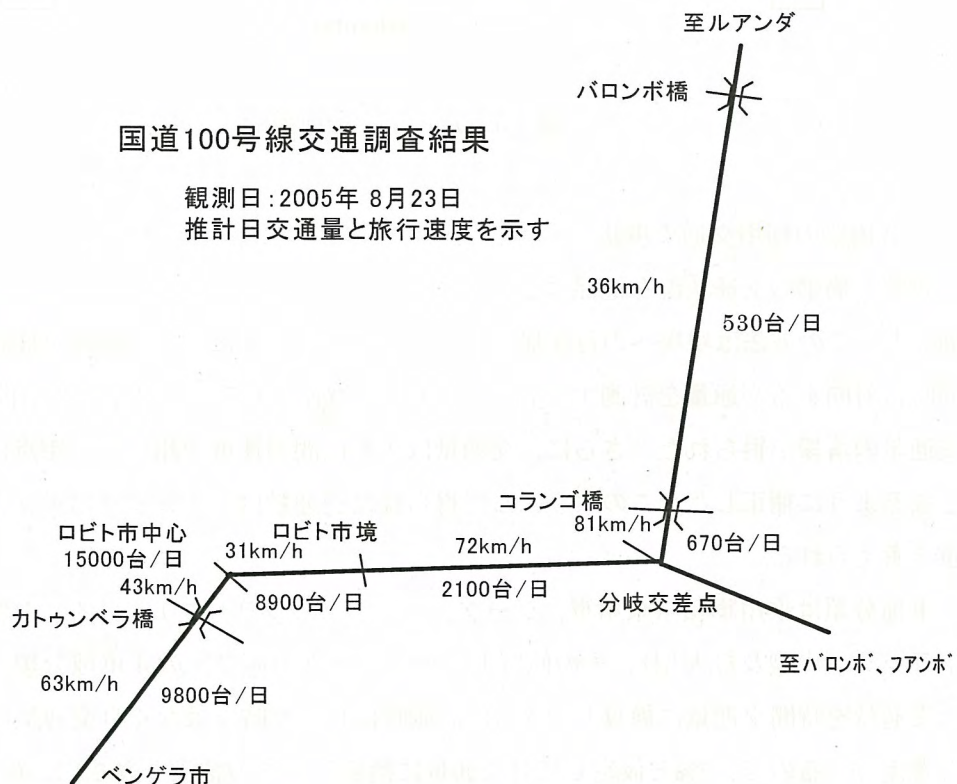 至ルアンダ
バロンボ橋
国道100号線交通調査結果
観測日:2005年 8月23日
推計日交通量と旅行速度を示す
36km/h
530台/日
コランゴ橋
81km/h
670台/日
ロビト市中心
15000台/日
ロビト市境
31km/h
72km/h
43km/h
8900台/日
2100台/日
分岐交差点
カトゥンベラ橋
至バロンボ、フアンボ
63km/h
9800台/日
ベンゲラ市